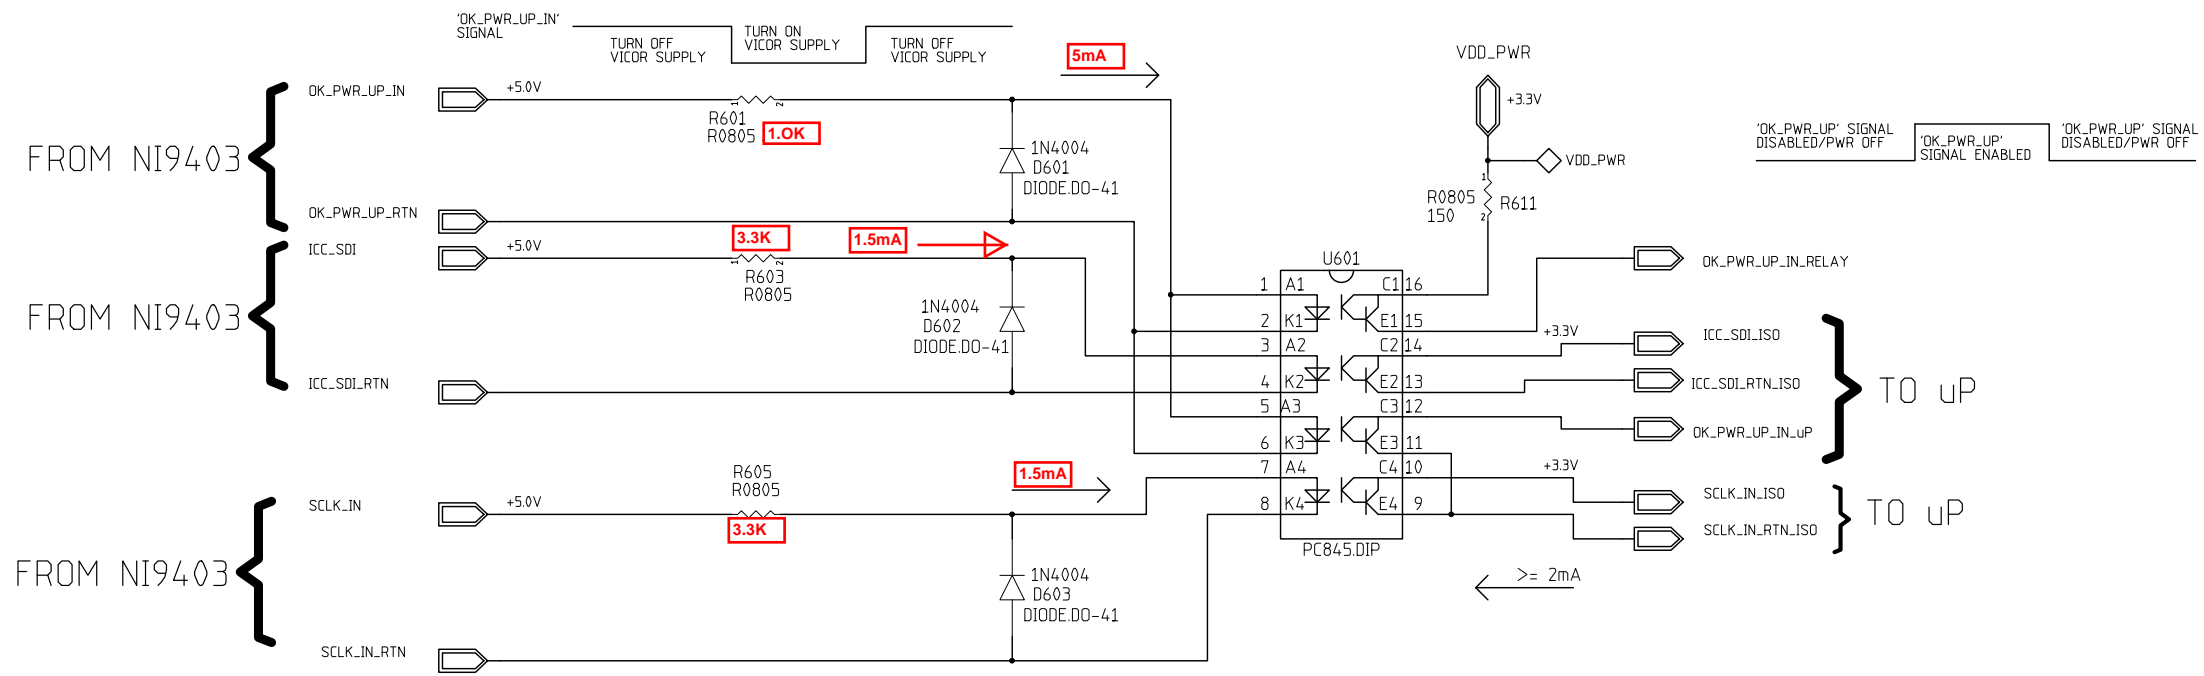 'OK_PWR_UP_IN'
SIGNAL
TURN OFF
VICOR SUPPLY
TURN ON
VICOR SUPPLY
TURN OFF
VICOR SUPPLY
5mA
VDD_PWR
+3.3V
VDD_PWR
'OK_PWR_UP' SIGNAL
DISABLED/PWR OFF
'OK_PWR_UP'
SIGNAL ENABLED
'OK_PWR_UP' SIGNAL
DISABLED/PWR OFF
OK_PWR_UP_IN
+5.0V
1
2
R601
R0805
1.0K
FROM NI9403
1N4004
D601
DIODE.DO-41
1
R0805
150
2
R611
OK_PWR_UP_RTN
ICC_SDI
+5.0V
3.3K
1
2
R603
R0805
1.5mA
FROM NI9403
1N4004
D602
DIODE.DO-41
ICC_SDI_RTN
U601
1 A1 C1 16
2 K1 E1 15
3 A2 C2 14
4 K2 E2 13
5 A3 C3 12
6 K3 E3 11
7 A4 C4 10
8 K4 E4 9
PC845.DIP
OK_PWR_UP_IN_RELAY
+3.3V
ICC_SDI_ISO
ICC_SDI_RTN_ISO
OK_PWR_UP_IN_uP
TO uP
+3.3V
SCLK_IN_ISO
SCLK_IN_RTN_ISO
TO uP
>= 2mA
SCLK_IN
+5.0V
R605
R0805
3.3K
1.5mA
FROM NI9403
1N4004
D603
DIODE.DO-41
SCLK_IN_RTN